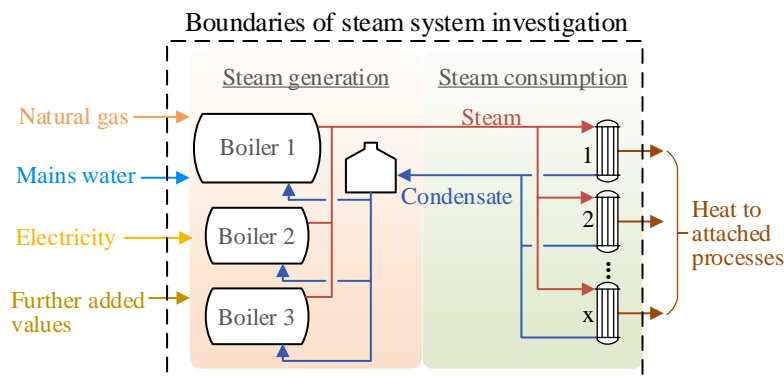 Boundaries of steam system investigation
Steam generation
Steam consumption
Natural gas
Mains water
Electricity
Further added
values
Boiler 1
Boiler 2
Boiler 3
Steam
Condensate
1
2
...
x
Heat to
attached
processes